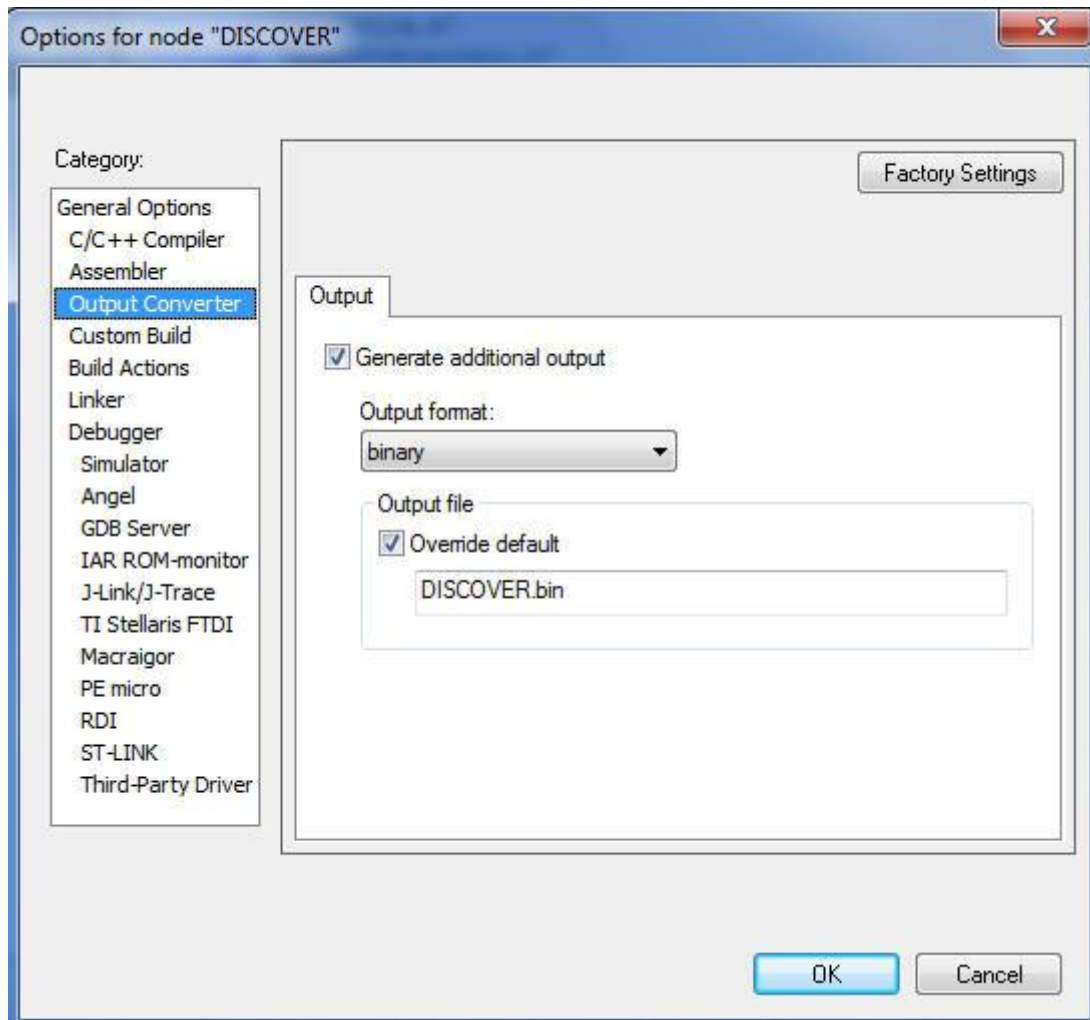 Options for node "DISCOVER"
Category:
Factory Settings
General Options
C/C++ Compiler
Assembler
Output Converter
Custom Build
Build Actions
Linker
Debugger
Simulator
Angel
GDB Server
IAR ROM-monitor
J-Link/J-Trace
TI Stellaris FTDI
Macraigor
PE micro
RDI
ST-LINK
Third-Party Driver
Output
Generate additional output
Output format:
binary
Output file
Override default
DISCOVER.bin
OK
Cancel